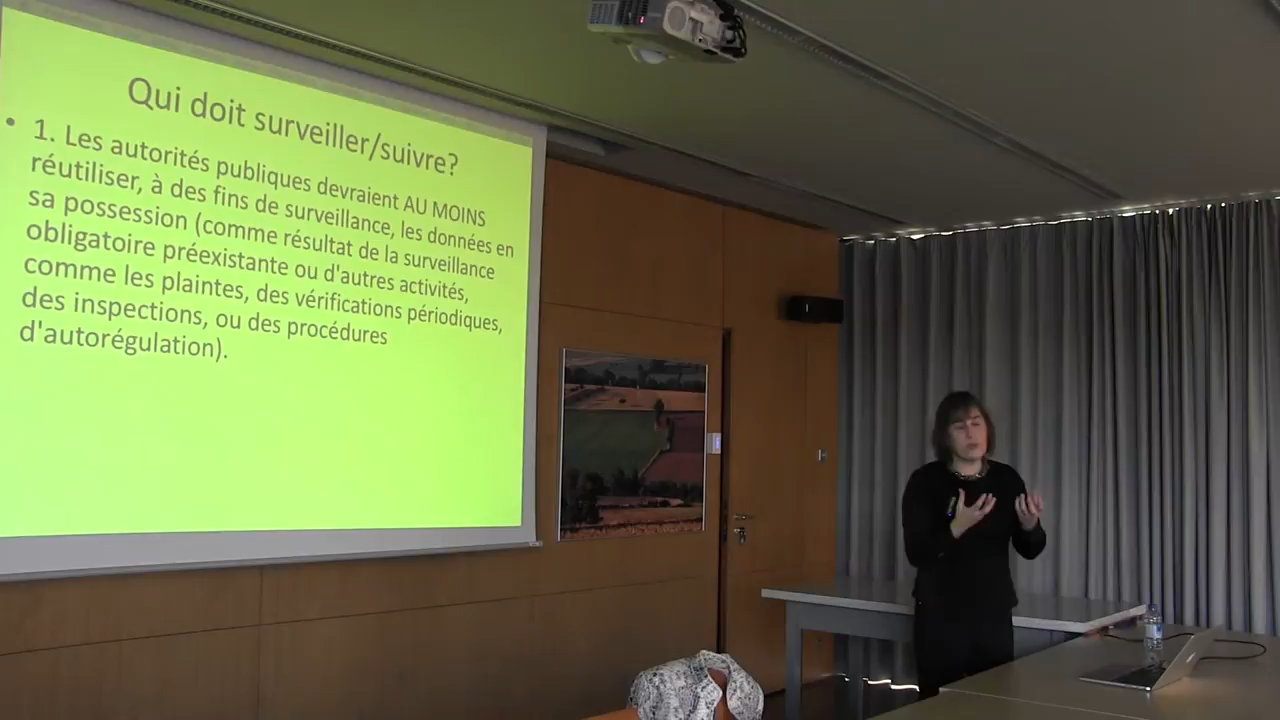 Qui doit surveiller/suivre?
• 1. Les autorités publiques devraient AU MOINS
réutiliser, à des fins de surveillance, les données en
sa possession (comme résultat de la surveillance
obligatoire préexistante ou d'autres activités,
comme les plaintes, des vérifications périodiques,
des inspections, ou des procédures
d'autorégulation).